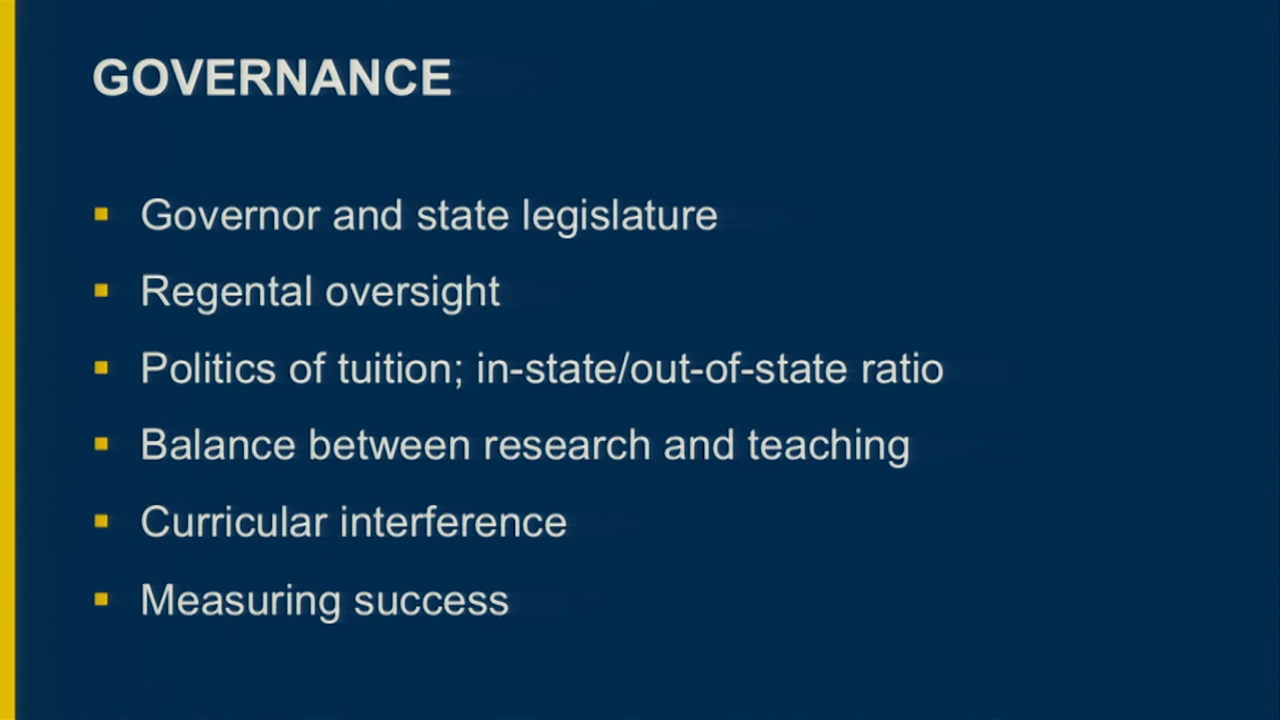 GOVERNANCE
Governor and state legislature
Regental oversight
Politics of tuition; in-state/out-of-state ratio
Balance between research and teaching
Curricular interference
Measuring success